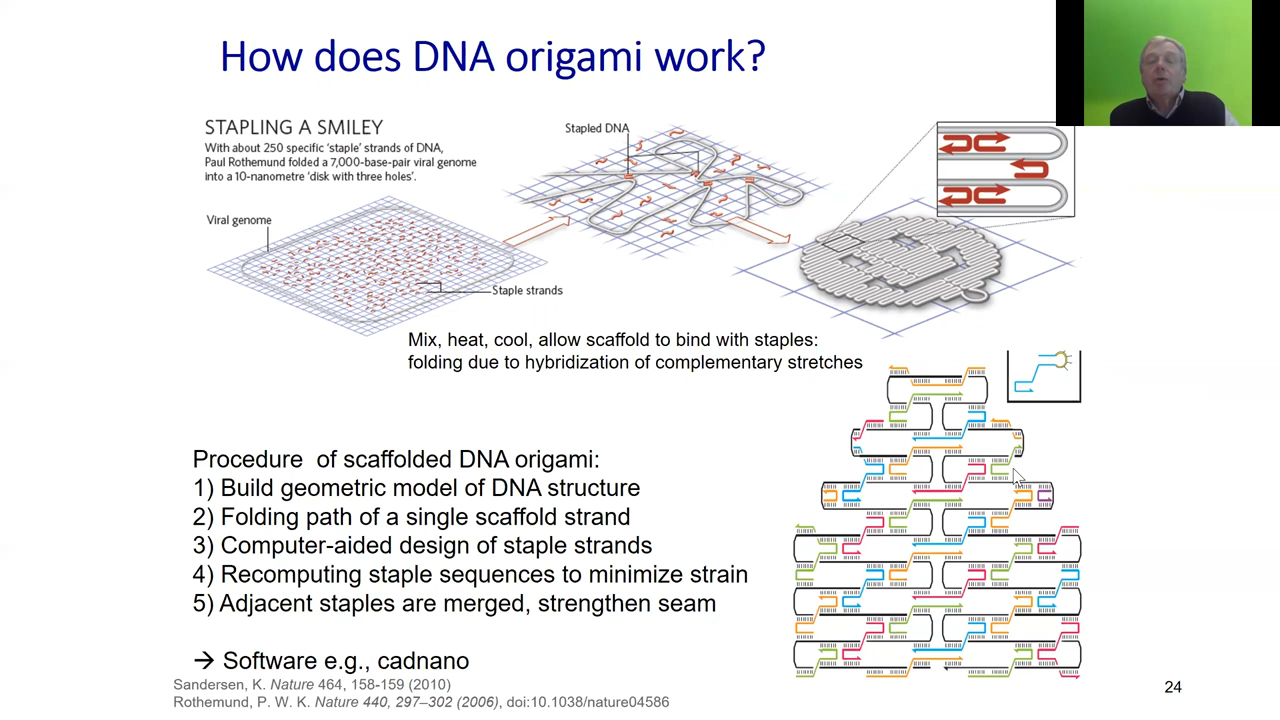 How does DNA origami work?
STAPLING A SMILEY
With about 250 specific ‘staple’ strands of DNA,
Paul Rothemund folded a 7,000-base-pair viral genome
into a 10-nanometre ‘disk with three holes’.
Stapled DNA
Viral genome
Staple strands
Mix, heat, cool, allow scaffold to bind with staples:
folding due to hybridization of complementary stretches
Procedure of scaffolded DNA origami:
1) Build geometric model of DNA structure
2) Folding path of a single scaffold strand
3) Computer-aided design of staple strands
4) Recomputing staple sequences to minimize strain
5) Adjacent staples are merged, strengthen seam
→ Software e.g., cadnano
Sandersen, K. Nature 464, 158-159 (2010)
Rothemund, P. W. K. Nature 440, 297–302 (2006), doi:10.1038/nature04586
24